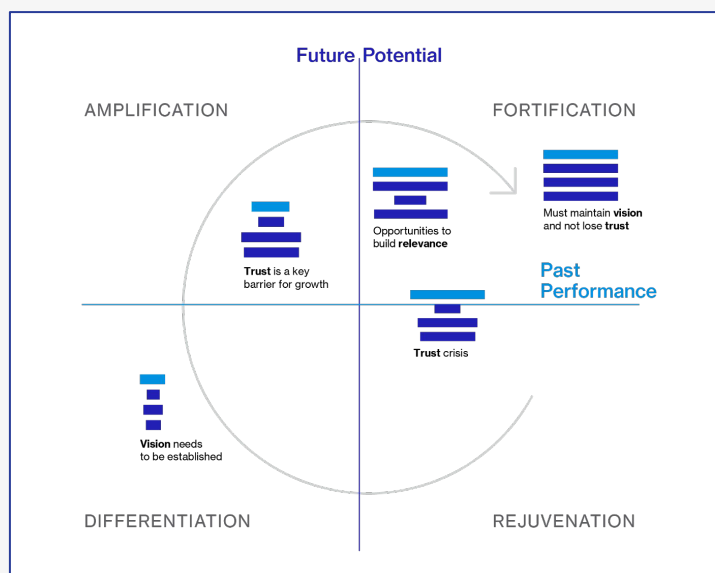 Future Potential
AMPLIFICATION
FORTIFICATION
Trust is a key
barrier for growth
Opportunities to
build relevance
Must maintain vision
and not lose trust
Past
Performance
Trust crisis
Vision needs
to be established
DIFFERENTIATION
REJUVENATION